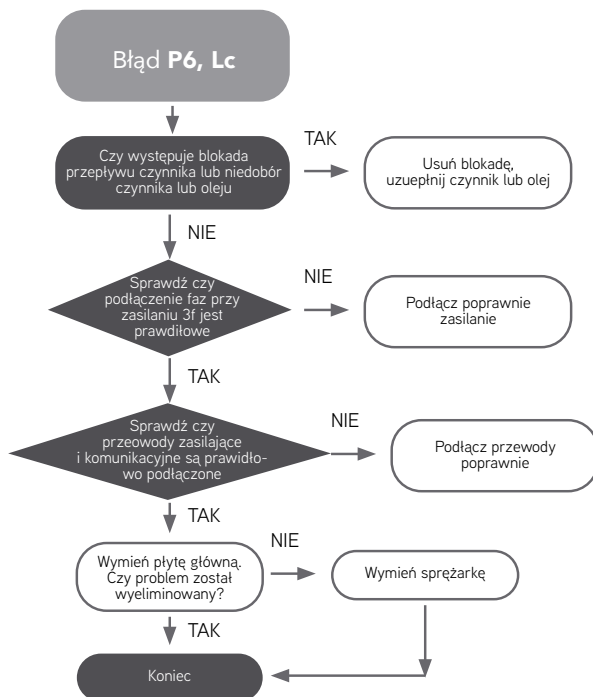 Błąd P6, Lc
Czy występuje blokada
przepływu czynnika lub niedobór
czynnika lub oleju
TAK
Usuń blokadę,
uzuepłnij czynnik lub olej
NIE
Sprawdź czy
podłączenie faz przy
zasilaniu 3f jest
prawdiłowe
NIE
Podłącz poprawnie
zasilanie
TAK
Sprawdź czy
przeowody zasilające
i komunikacyjne są prawidło-
wo podłączone
NIE
Podłącz przewody
poprawnie
TAK
Wymień płytę główną.
Czy problem został
wyeliminowany?
NIE
Wymień sprężarkę
TAK
Koniec